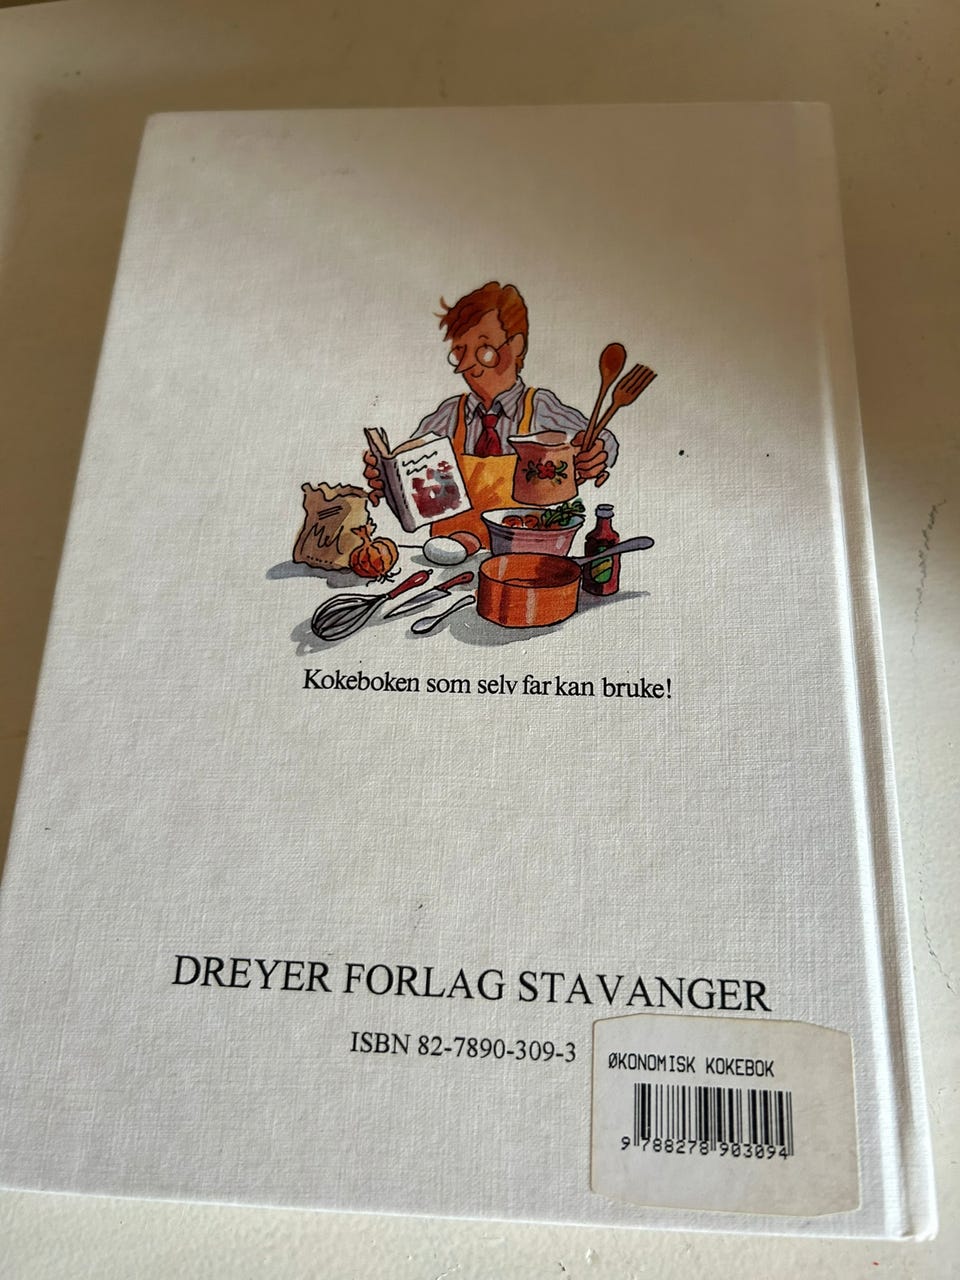 Mel
Kokeboken som selv far kan bruke!
DREYER FORLAG STAVANGER
ISBN 82-7890-309-3
ØKONOMISK KOKEBOK
9 788278 903094